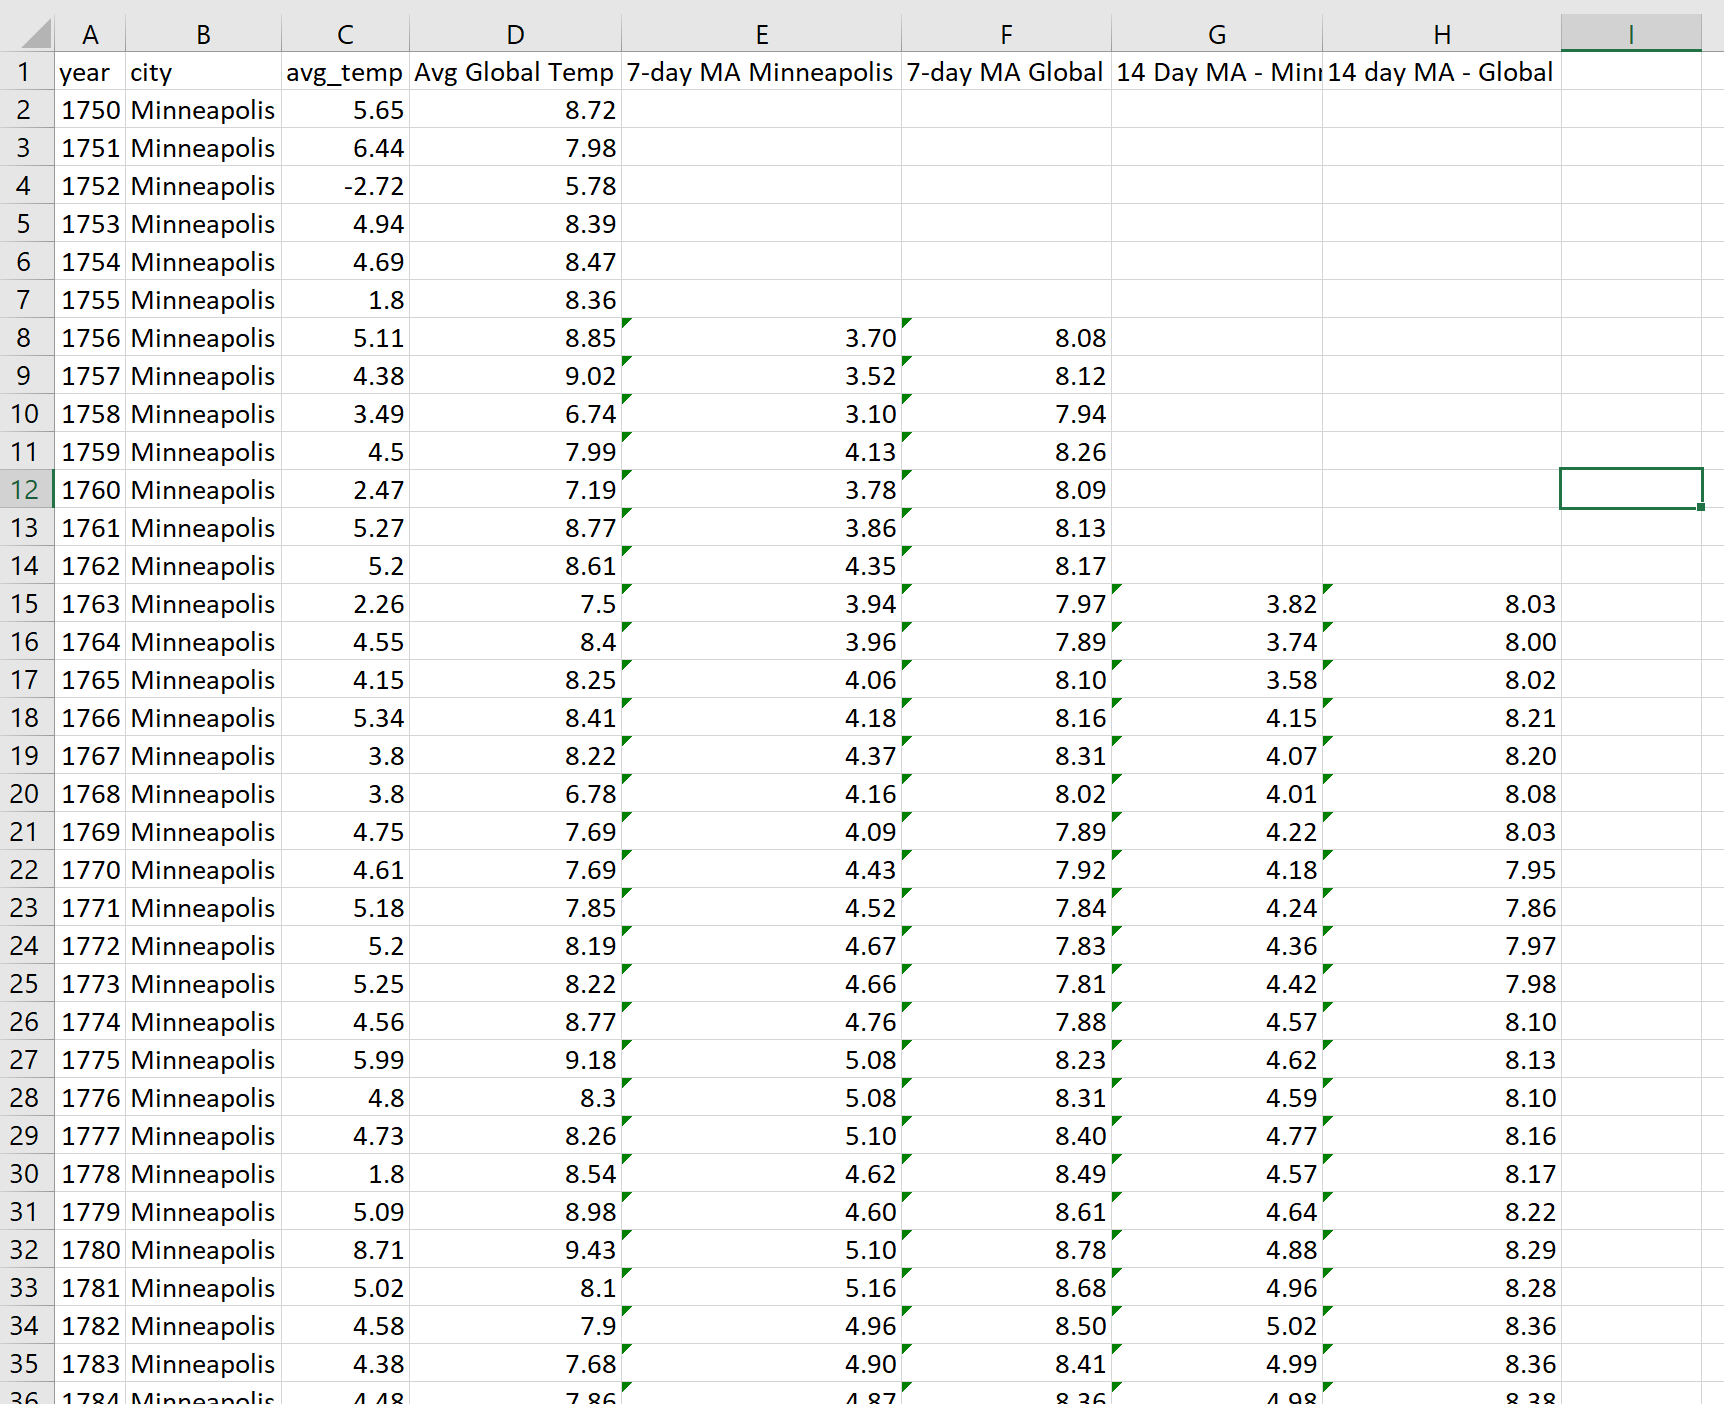 A B C D E F G H I
1 year city avg_temp Avg Global Temp 7-day MA Minneapolis 7-day MA Global 14 Day MA - Minr 14 day MA - Global
2 1750 Minneapolis 5.65 8.72
3 1751 Minneapolis 6.44 7.98
4 1752 Minneapolis -2.72 5.78
5 1753 Minneapolis 4.94 8.39
6 1754 Minneapolis 4.69 8.47
7 1755 Minneapolis 1.8 8.36
8 1756 Minneapolis 5.11 8.85 3.70 8.08
9 1757 Minneapolis 4.38 9.02 3.52 8.12
10 1758 Minneapolis 3.49 6.74 3.10 7.94
11 1759 Minneapolis 4.5 7.99 4.13 8.26
12 1760 Minneapolis 2.47 7.19 3.78 8.09
13 1761 Minneapolis 5.27 8.77 3.86 8.13
14 1762 Minneapolis 5.2 8.61 4.35 8.17
15 1763 Minneapolis 2.26 7.5 3.94 7.97 3.82 8.03
16 1764 Minneapolis 4.55 8.4 3.96 7.89 3.74 8.00
17 1765 Minneapolis 4.15 8.25 4.06 8.10 3.58 8.02
18 1766 Minneapolis 5.34 8.41 4.18 8.16 4.15 8.21
19 1767 Minneapolis 3.8 8.22 4.37 8.31 4.07 8.20
20 1768 Minneapolis 3.8 6.78 4.16 8.02 4.01 8.08
21 1769 Minneapolis 4.75 7.69 4.09 7.89 4.22 8.03
22 1770 Minneapolis 4.61 7.69 4.43 7.92 4.18 7.95
23 1771 Minneapolis 5.18 7.85 4.52 7.84 4.24 7.86
24 1772 Minneapolis 5.2 8.19 4.67 7.83 4.36 7.97
25 1773 Minneapolis 5.25 8.22 4.66 7.81 4.42 7.98
26 1774 Minneapolis 4.56 8.77 4.76 7.88 4.57 8.10
27 1775 Minneapolis 5.99 9.18 5.08 8.23 4.62 8.13
28 1776 Minneapolis 4.8 8.3 5.08 8.31 4.59 8.10
29 1777 Minneapolis 4.73 8.26 5.10 8.40 4.77 8.16
30 1778 Minneapolis 1.8 8.54 4.62 8.49 4.57 8.17
31 1779 Minneapolis 5.09 8.98 4.60 8.61 4.64 8.22
32 1780 Minneapolis 8.71 9.43 5.10 8.78 4.88 8.29
33 1781 Minneapolis 5.02 8.1 5.16 8.68 4.96 8.28
34 1782 Minneapolis 4.58 7.9 4.96 8.50 5.02 8.36
35 1783 Minneapolis 4.38 7.68 4.90 8.41 4.99 8.36
36 1784 Minneapolis 4.48 7.86 4.87 8.36 4.98 8.38